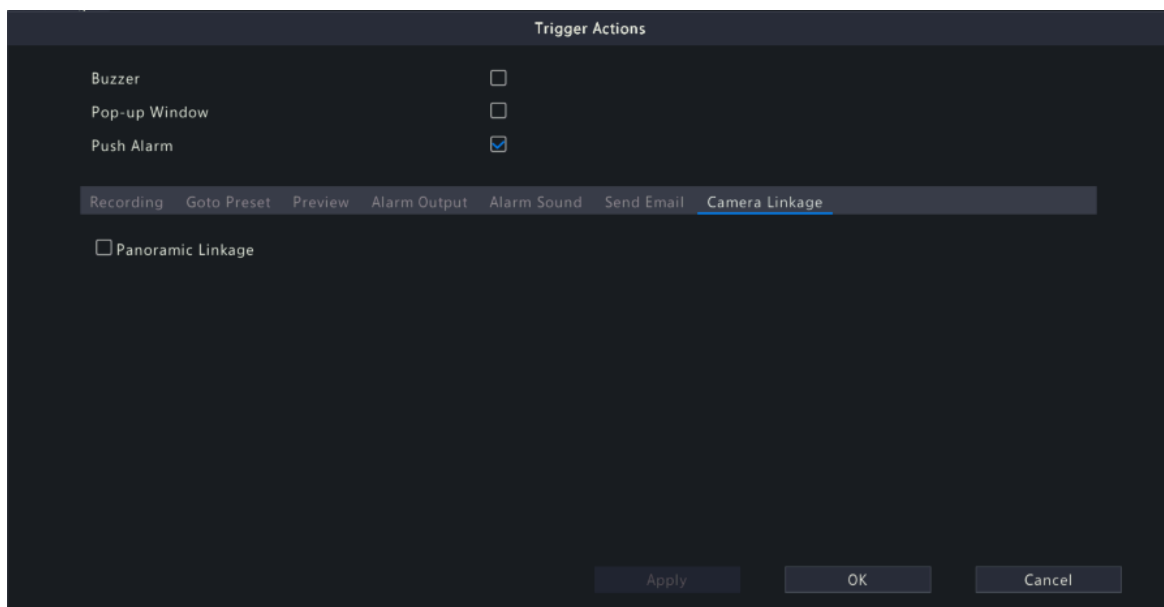 Trigger Actions
Buzzer
Pop-up Window
Push Alarm
Recording Goto Preset Preview Alarm Output Alarm Sound Send Email Camera Linkage
Panoramic Linkage
Apply OK Cancel